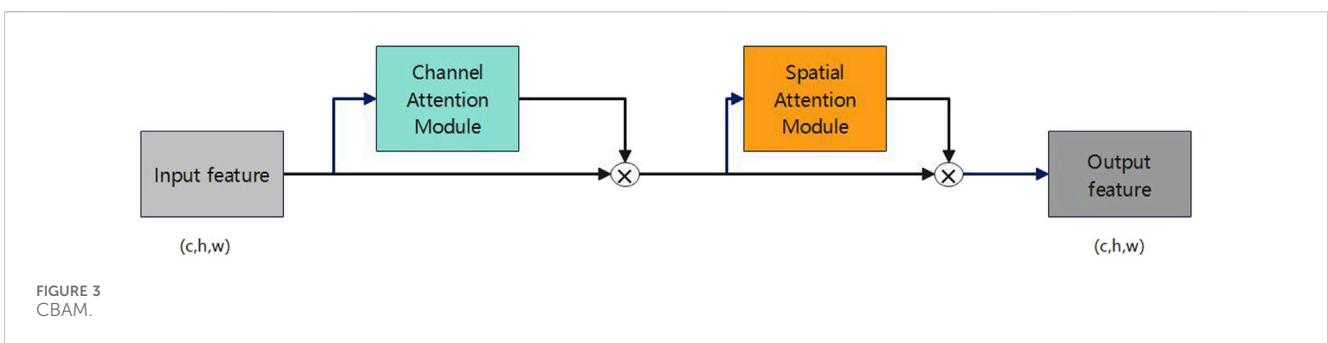 Channel
Attention
Module
Spatial
Attention
Module
Input feature
Output
feature
(c,h,w)
(c,h,w)
FIGURE 3
CBAM.